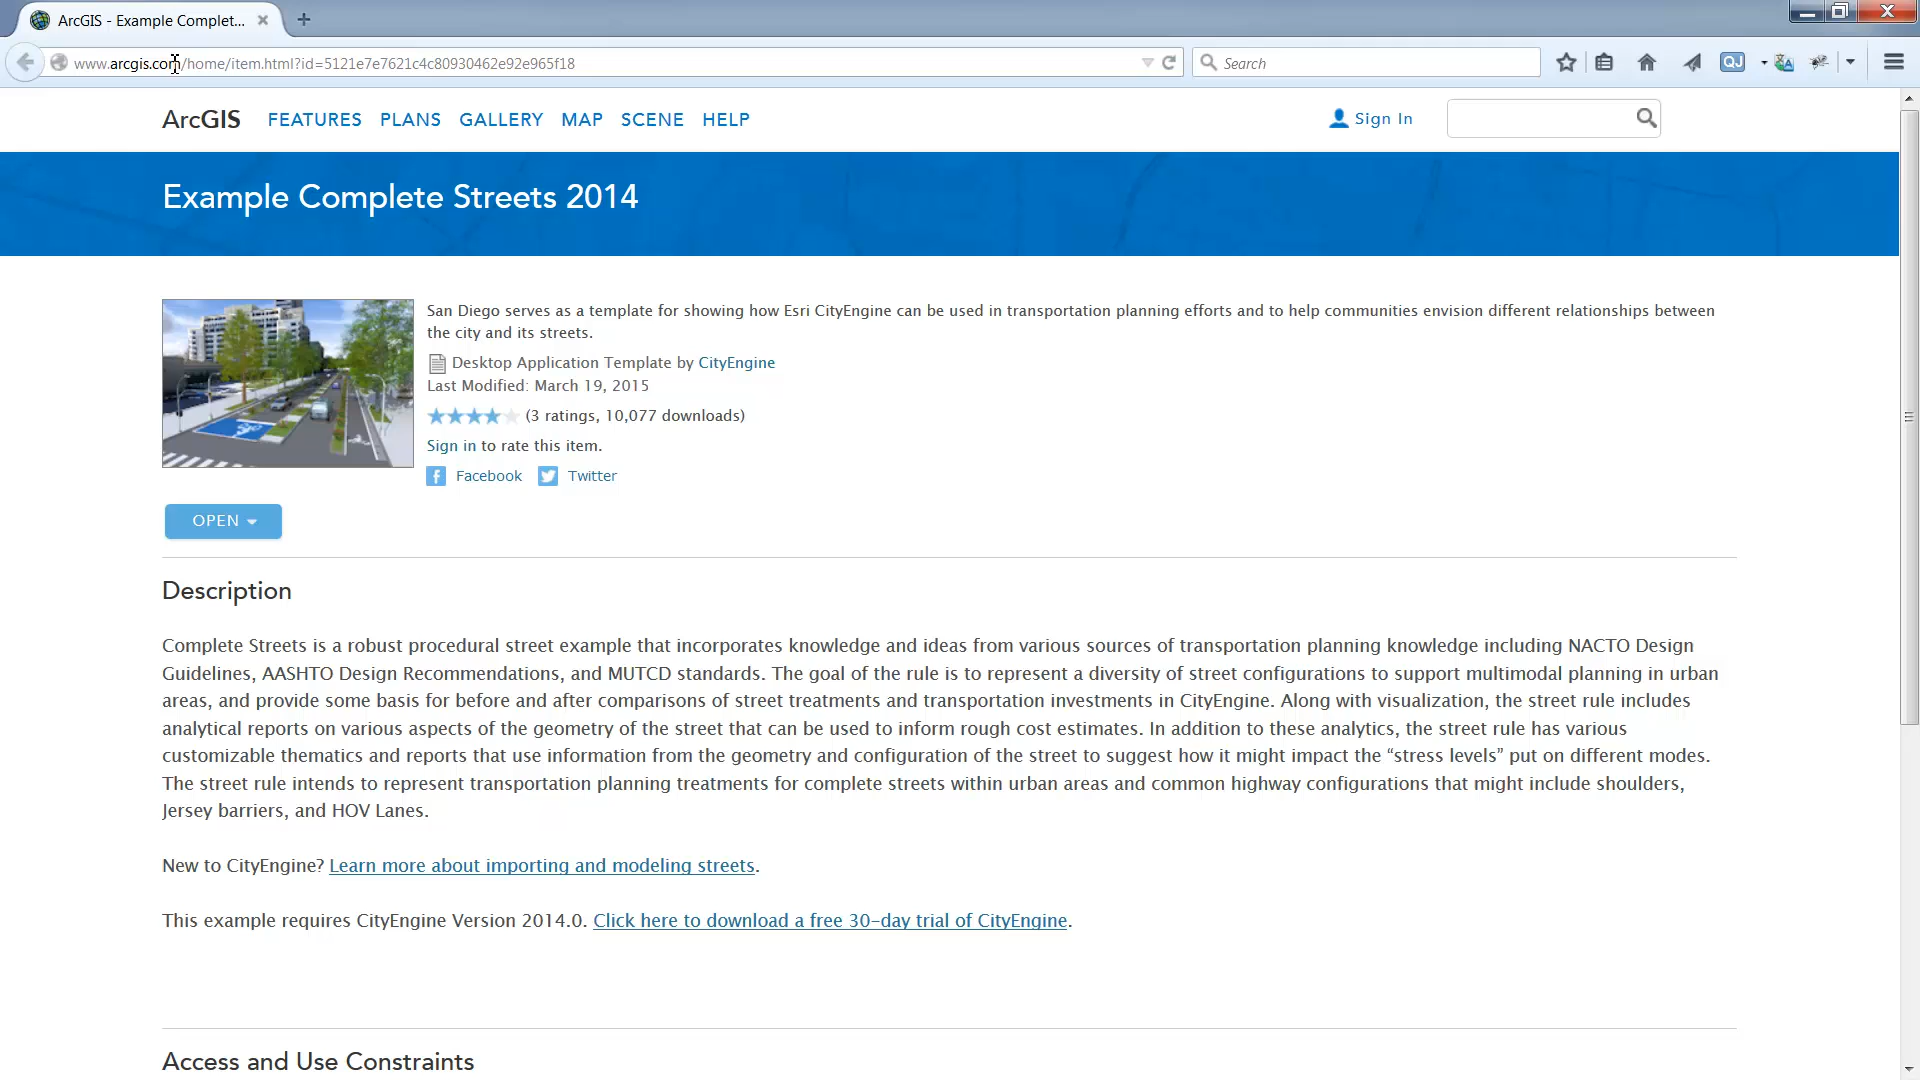 ArcGIS - Example Complet...
www.arcgis.com/home/item.html?id=5121e7e7621c4c80930462e92e965f18
Search
QJ
ArcGIS FEATURES PLANS GALLERY MAP SCENE HELP
Sign In
Example Complete Streets 2014
San Diego serves as a template for showing how Esri CityEngine can be used in transportation planning efforts and to help communities envision different relationships between
the city and its streets.
Desktop Application Template by CityEngine
Last Modified: March 19, 2015
(3 ratings, 10,077 downloads)
Sign in to rate this item.
Facebook Twitter
OPEN
Description
Complete Streets is a robust procedural street example that incorporates knowledge and ideas from various sources of transportation planning knowledge including NACTO Design
Guidelines, AASHTO Design Recommendations, and MUTCD standards. The goal of the rule is to represent a diversity of street configurations to support multimodal planning in urban
areas, and provide some basis for before and after comparisons of street treatments and transportation investments in CityEngine. Along with visualization, the street rule includes
analytical reports on various aspects of the geometry of the street that can be used to inform rough cost estimates. In addition to these analytics, the street rule has various
customizable thematics and reports that use information from the geometry and configuration of the street to suggest how it might impact the “stress levels” put on different modes.
The street rule intends to represent transportation planning treatments for complete streets within urban areas and common highway configurations that might include shoulders,
Jersey barriers, and HOV Lanes.
New to CityEngine? Learn more about importing and modeling streets.
This example requires CityEngine Version 2014.0. Click here to download a free 30-day trial of CityEngine.
Access and Use Constraints